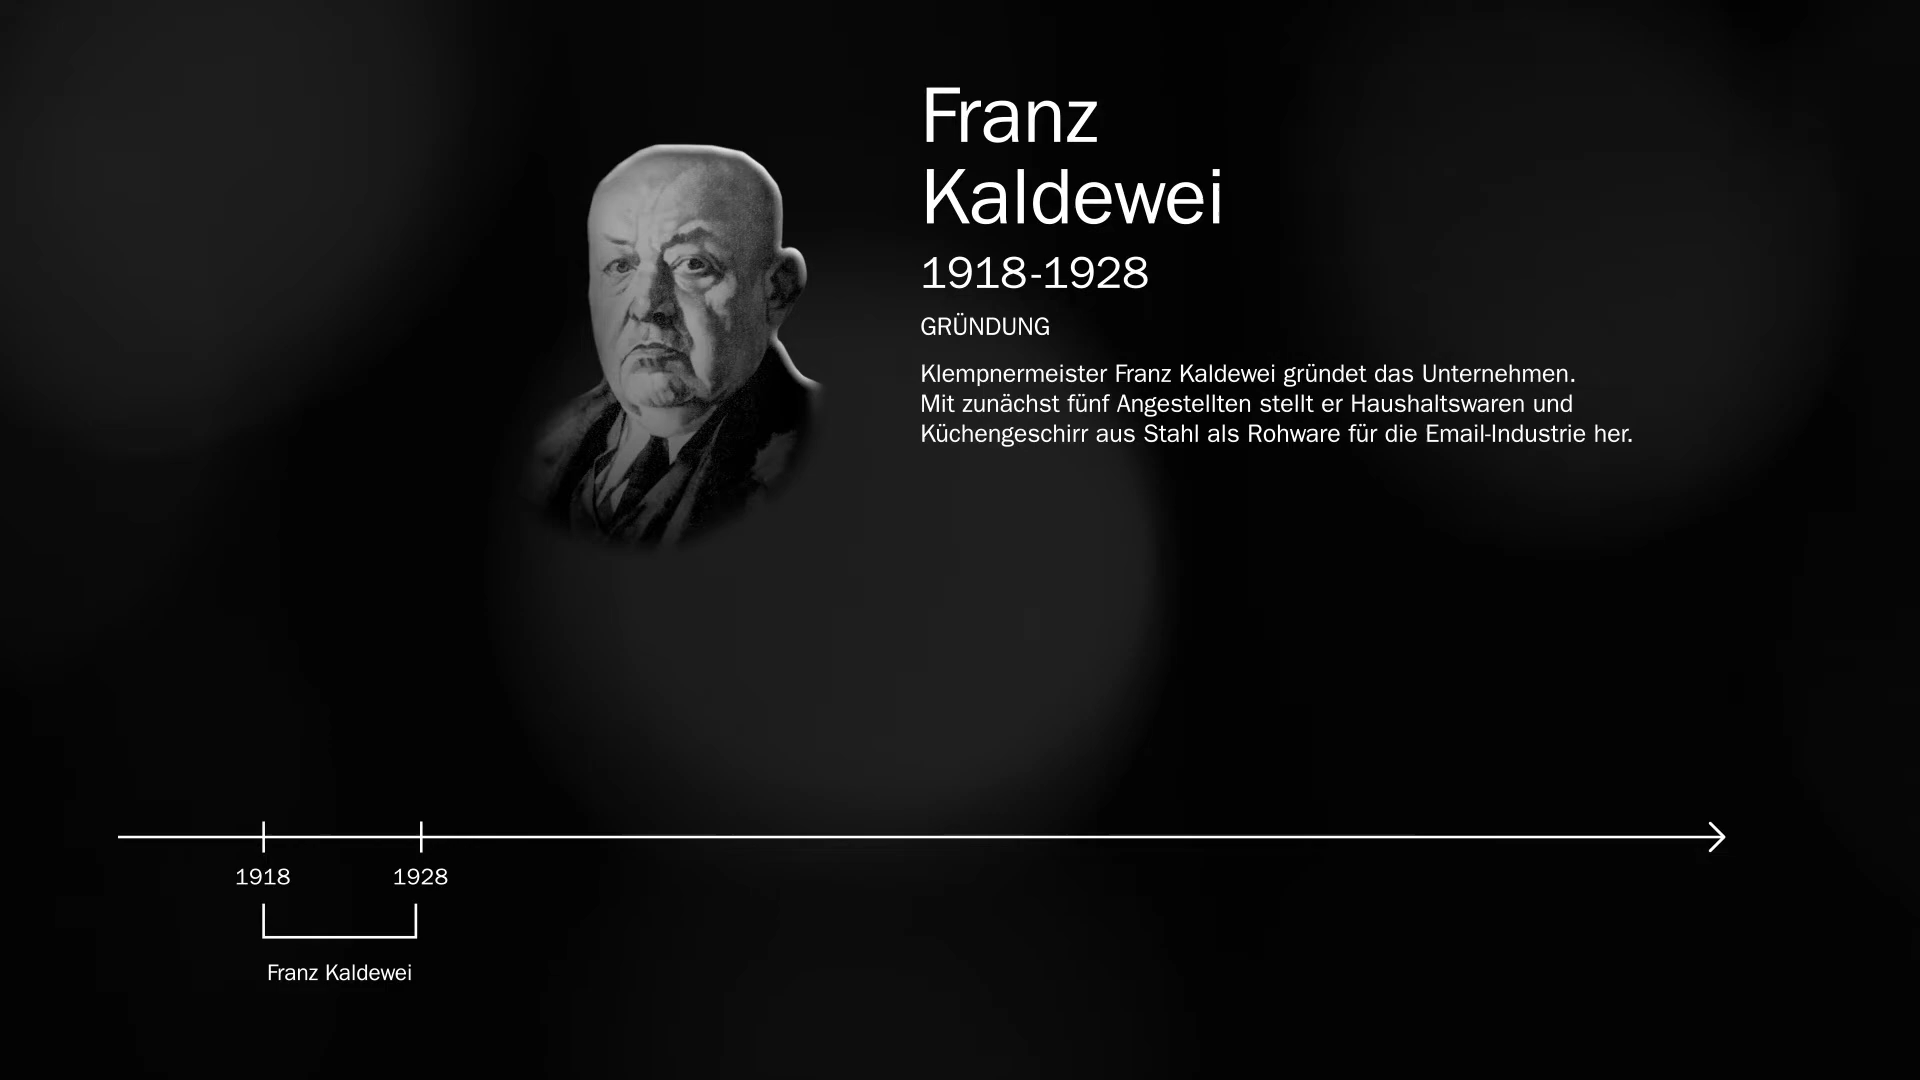 Franz
Kaldewei
1918-1928
GRÜNDUNG
Klempnermeister Franz Kaldewei gründet das Unternehmen.
Mit zunächst fünf Angestellten stellt er Haushaltswaren und
Küchengeschirr aus Stahl als Rohware für die Email-Industrie her.
1918 1928
Franz Kaldewei